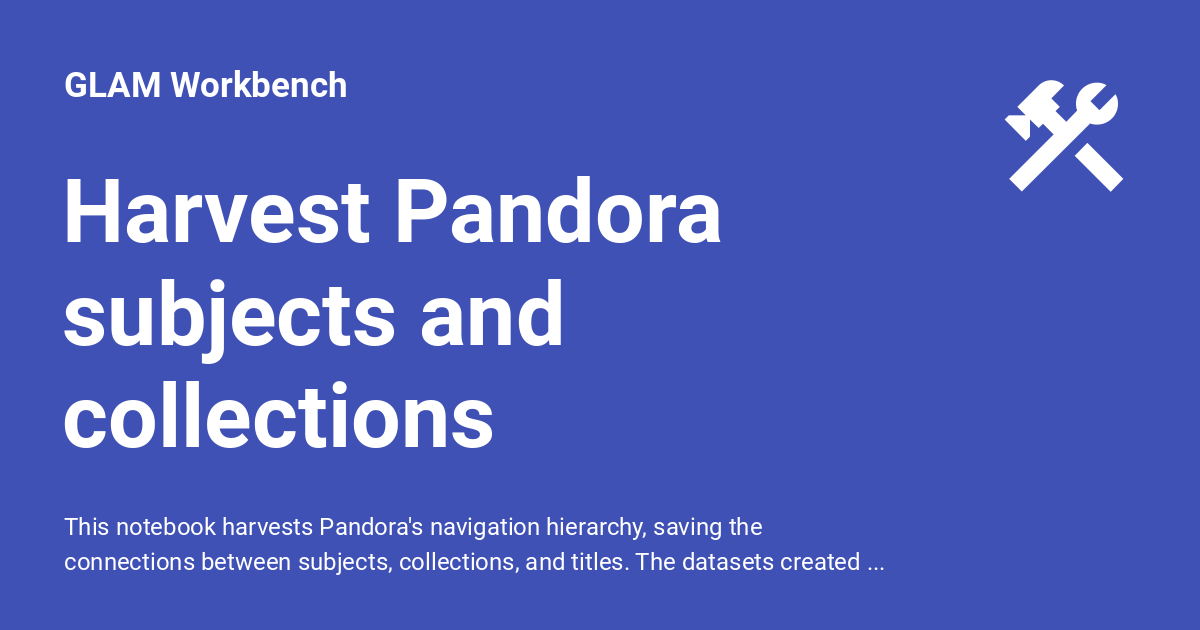 GLAM Workbench
Harvest Pandora
subjects and
collections
This notebook harvests Pandora's navigation hierarchy, saving the
connections between subjects, collections, and titles. The datasets created ...